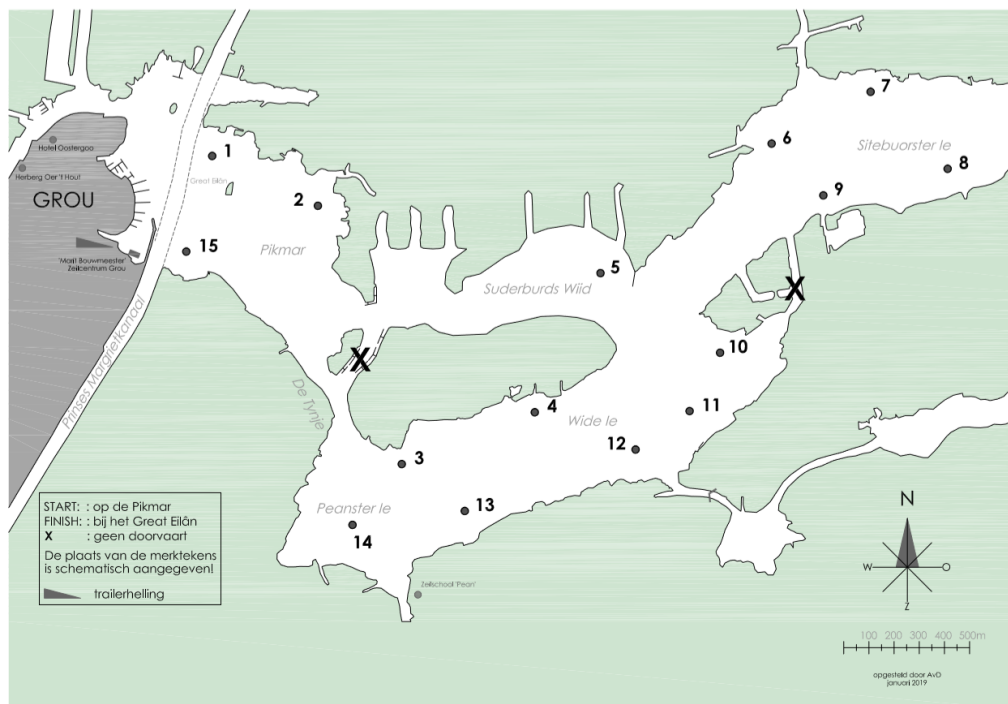 Hotel Oostergoo
Herberg Oer 't Hout
GROU
'Marit Bouwmeester'
Zeilcentrum Grou
Prinses Margrietkanaal
1
Great Eilân
2
15
Pikmar
De Tynje
X
Suderburds Wiid
5
6
7
Sitebuorster Ie
8
9
X
10
11
4
Wide Ie
12
3
13
Peanster Ie
14
Zeilschool 'Pean'
START: : op de Pikmar
FINISH: : bij het Great Eilân
X : geen doorvaart
De plaats van de merktekens
is schematisch aangegeven!
trailerhelling
N
W
O
Z
100 200 300 400 500m
opgesteld door AvD
januari 2019